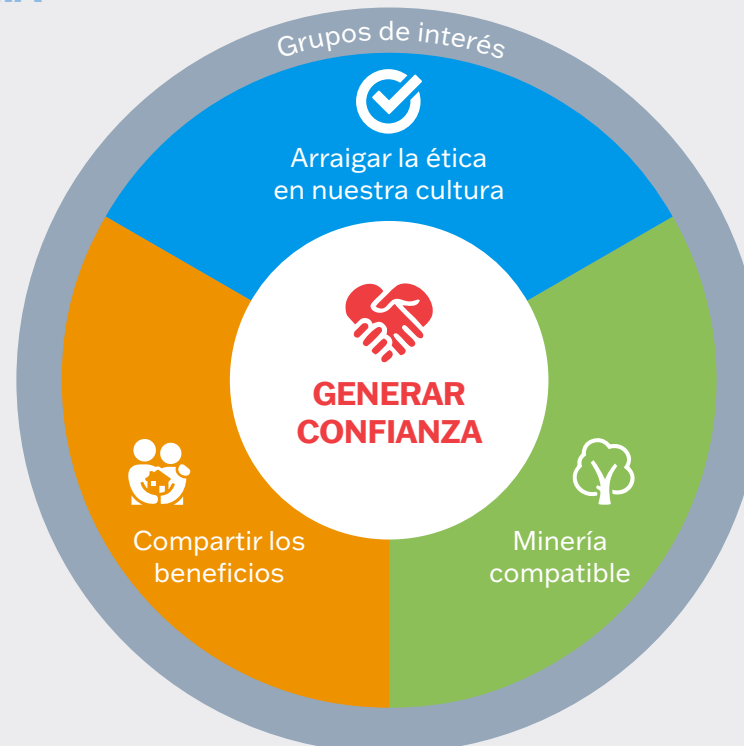 Grupos de interés
Arraigar la ética
en nuestra cultura
GENERAR
CONFIANZA
Compartir los
beneficios
Minería
compatible